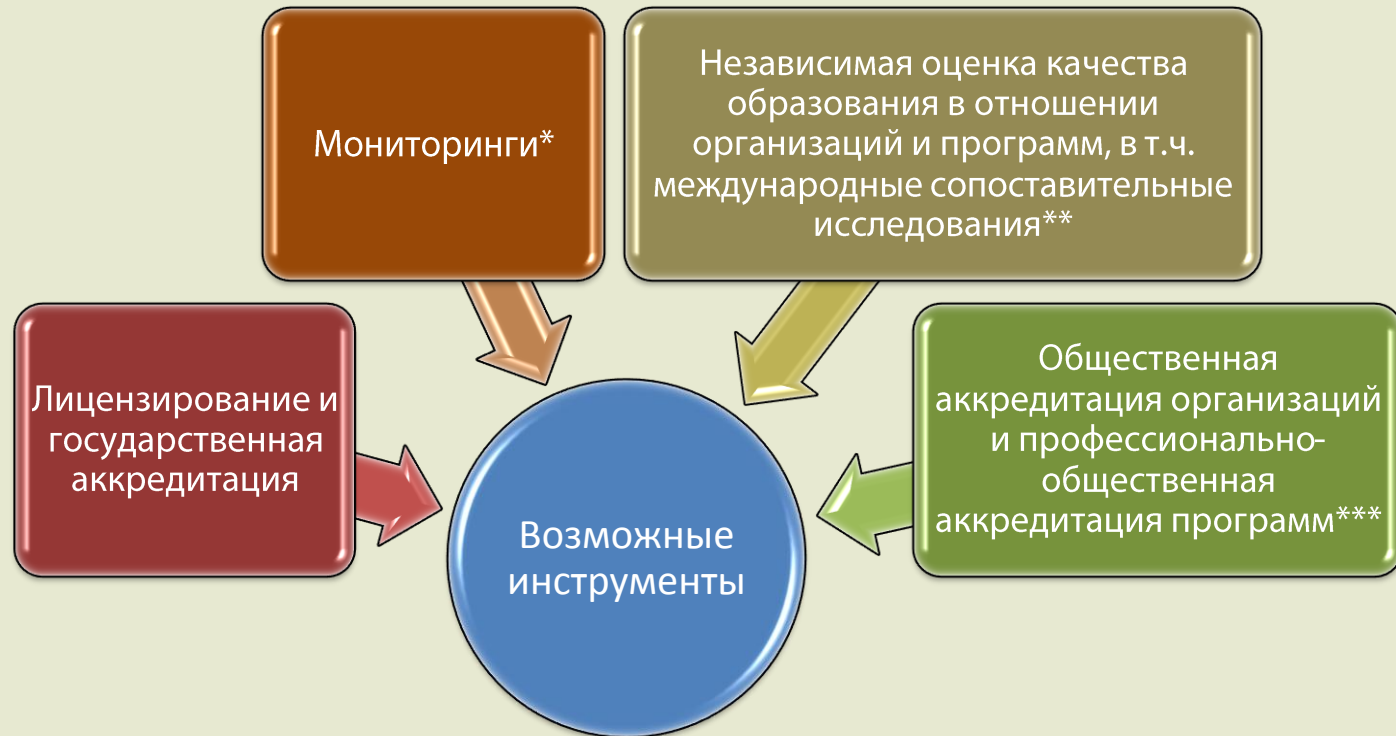 Мониторинги*
Независимая оценка качества
образования в отношении
организаций и программ, в т.ч.
международные сопоставительные
исследования**
Лицензирование и
государственная
аккредитация
Общественная
аккредитация организаций
и профессионально-
общественная
аккредитация программ***
Возможные
инструменты